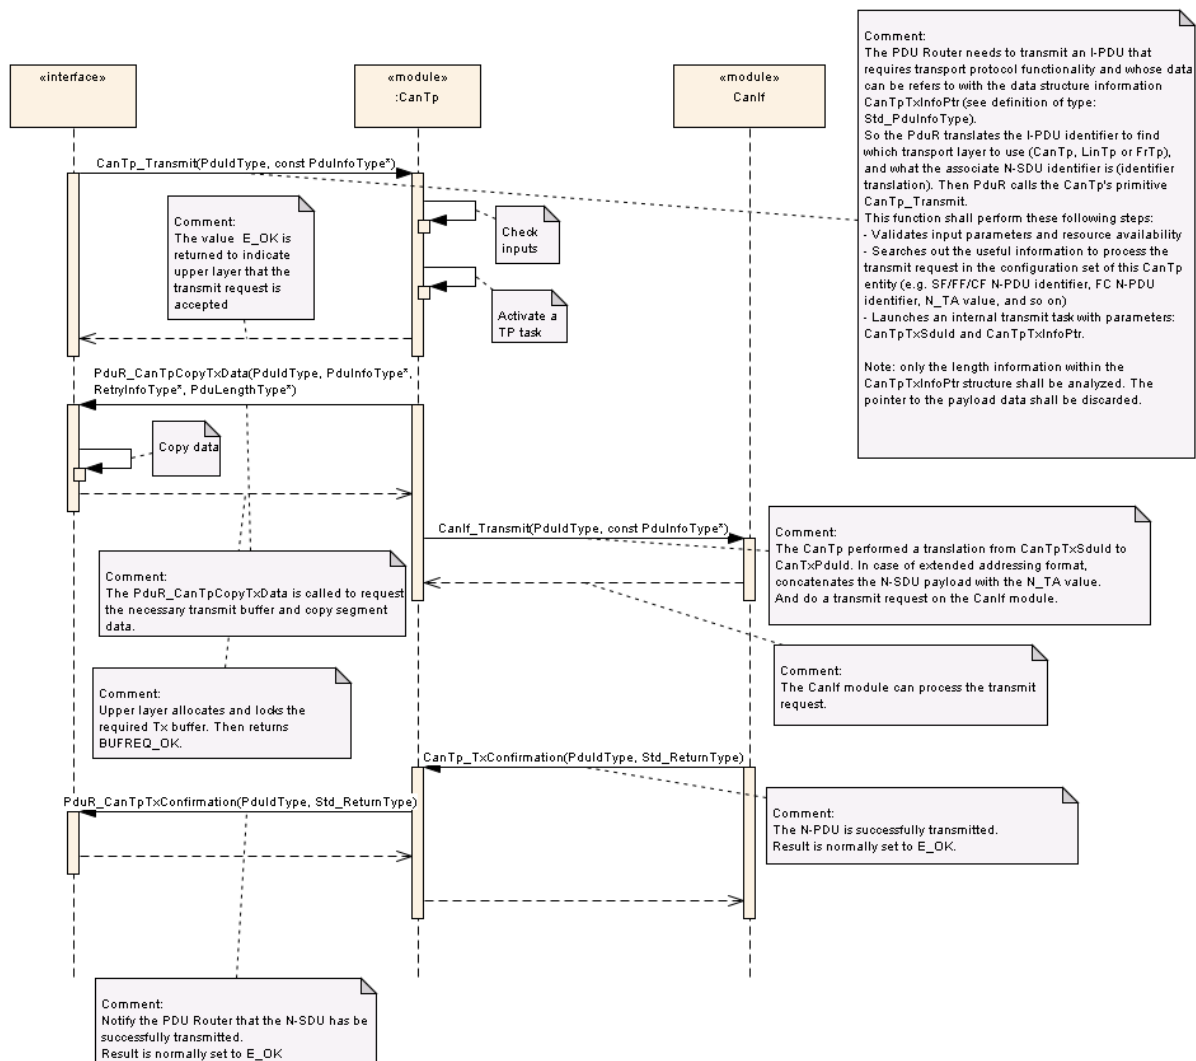 Comment:
The PDU Router needs to transmit an I-PDU that
requires transport protocol functionality and whose data
can be refers to with the data structure information
CanTpTxInfoPtr (see definition of type:
Std_PduInfoType).
So the PduR translates the I-PDU identifier to find
which transport layer to use (CanTp, LinTp or FrTp),
and what the associate N-SDU identifier is (identifier
translation). Then PduR calls the CanTp's primitive
CanTp_Transmit.
This function shall perform these following steps:
- Validates input parameters and resource availability
- Searches out the useful information to process the
transmit request in the configuration set of this CanTp
entity (e.g. SF/FF/CF N-PDU identifier, FC N-PDU
identifier, N_TA value, and so on)
- Launches an internal transmit task with parameters:
CanTpTxSduId and CanTpTxInfoPtr.
Note: only the length information within the
CanTpTxInfoPtr structure shall be analyzed. The
pointer to the payload data shall be discarded.
«interface»
«module»
:CanTp
«module»
CanIf
CanTp_Transmit(PduIdType, const PduInfoType*)
Comment:
The value E_OK is
returned to indicate
upper layer that the
transmit request is
accepted
Check
inputs
Activate a
TP task
PduR_CanTpCopyTxData(PduIdType, PduInfoType*,
RetryInfoType*, PduLengthType*)
Copy data
CanIf_Transmit(PduIdType, const PduInfoType*)
Comment:
The CanTp performed a translation from CanTpTxSduId to
CanTxPduId. In case of extended addressing format,
concatenates the N-SDU payload with the N_TA value.
And do a transmit request on the CanIf module.
Comment:
The PduR_CanTpCopyTxData is called to request
the necessary transmit buffer and copy segment
data.
Comment:
The CanIf module can process the transmit
request.
Comment:
Upper layer allocates and locks the
required Tx buffer. Then returns
BUFREQ_OK.
CanTp_TxConfirmation(PduIdType, Std_ReturnType)
PduR_CanTpTxConfirmation(PduIdType, Std_ReturnType)
Comment:
The N-PDU is successfully transmitted.
Result is normally set to E_OK.
Comment:
Notify the PDU Router that the N-SDU has be
successfully transmitted.
Result is normally set to E_OK